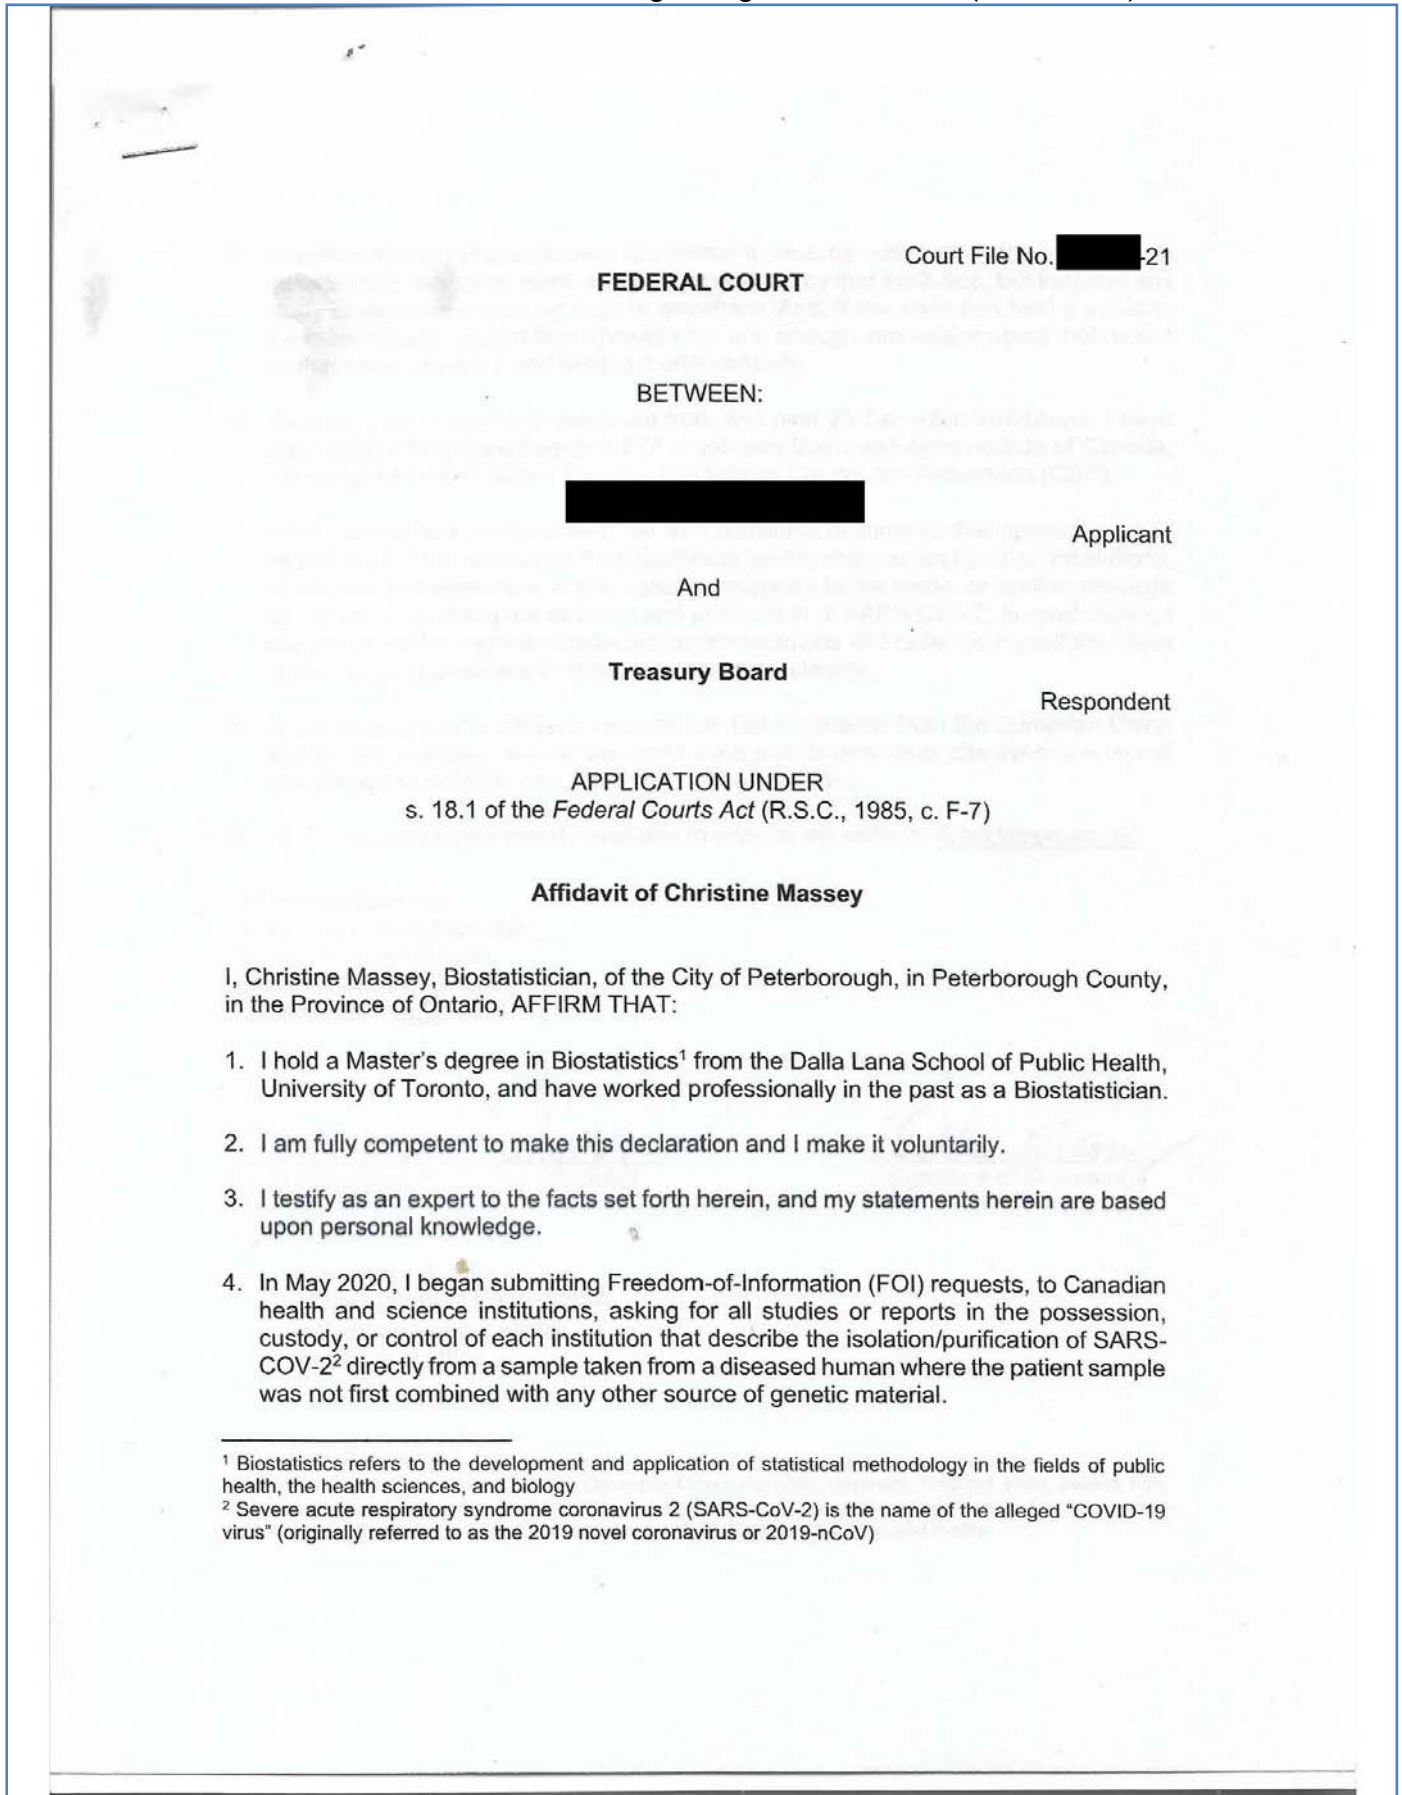 Court File No. -21
FEDERAL COURT
BETWEEN:
Applicant
And
Treasury Board
Respondent
APPLICATION UNDER
s. 18.1 of the Federal Courts Act (R.S.C., 1985, c. F-7)
Affidavit of Christine Massey
I, Christine Massey, Biostatistician, of the City of Peterborough, in Peterborough County,
in the Province of Ontario, AFFIRM THAT:
1. I hold a Master's degree in Biostatistics¹ from the Dalla Lana School of Public Health,
University of Toronto, and have worked professionally in the past as a Biostatistician.
2. I am fully competent to make this declaration and I make it voluntarily.
3. I testify as an expert to the facts set forth herein, and my statements herein are based
upon personal knowledge.
4. In May 2020, I began submitting Freedom-of-Information (FOI) requests, to Canadian
health and science institutions, asking for all studies or reports in the possession,
custody, or control of each institution that describe the isolation/purification of SARS-
COV-2² directly from a sample taken from a diseased human where the patient sample
was not first combined with any other source of genetic material.
¹ Biostatistics refers to the development and application of statistical methodology in the fields of public
health, the health sciences, and biology
² Severe acute respiratory syndrome coronavirus 2 (SARS-CoV-2) is the name of the alleged "COVID-19
virus" (originally referred to as the 2019 novel coronavirus or 2019-nCoV)